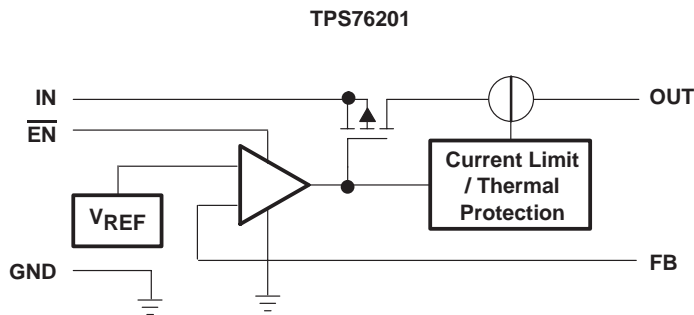 TPS76201
IN
OUT
EN
Current Limit
/ Thermal
Protection
VREF
GND
FB